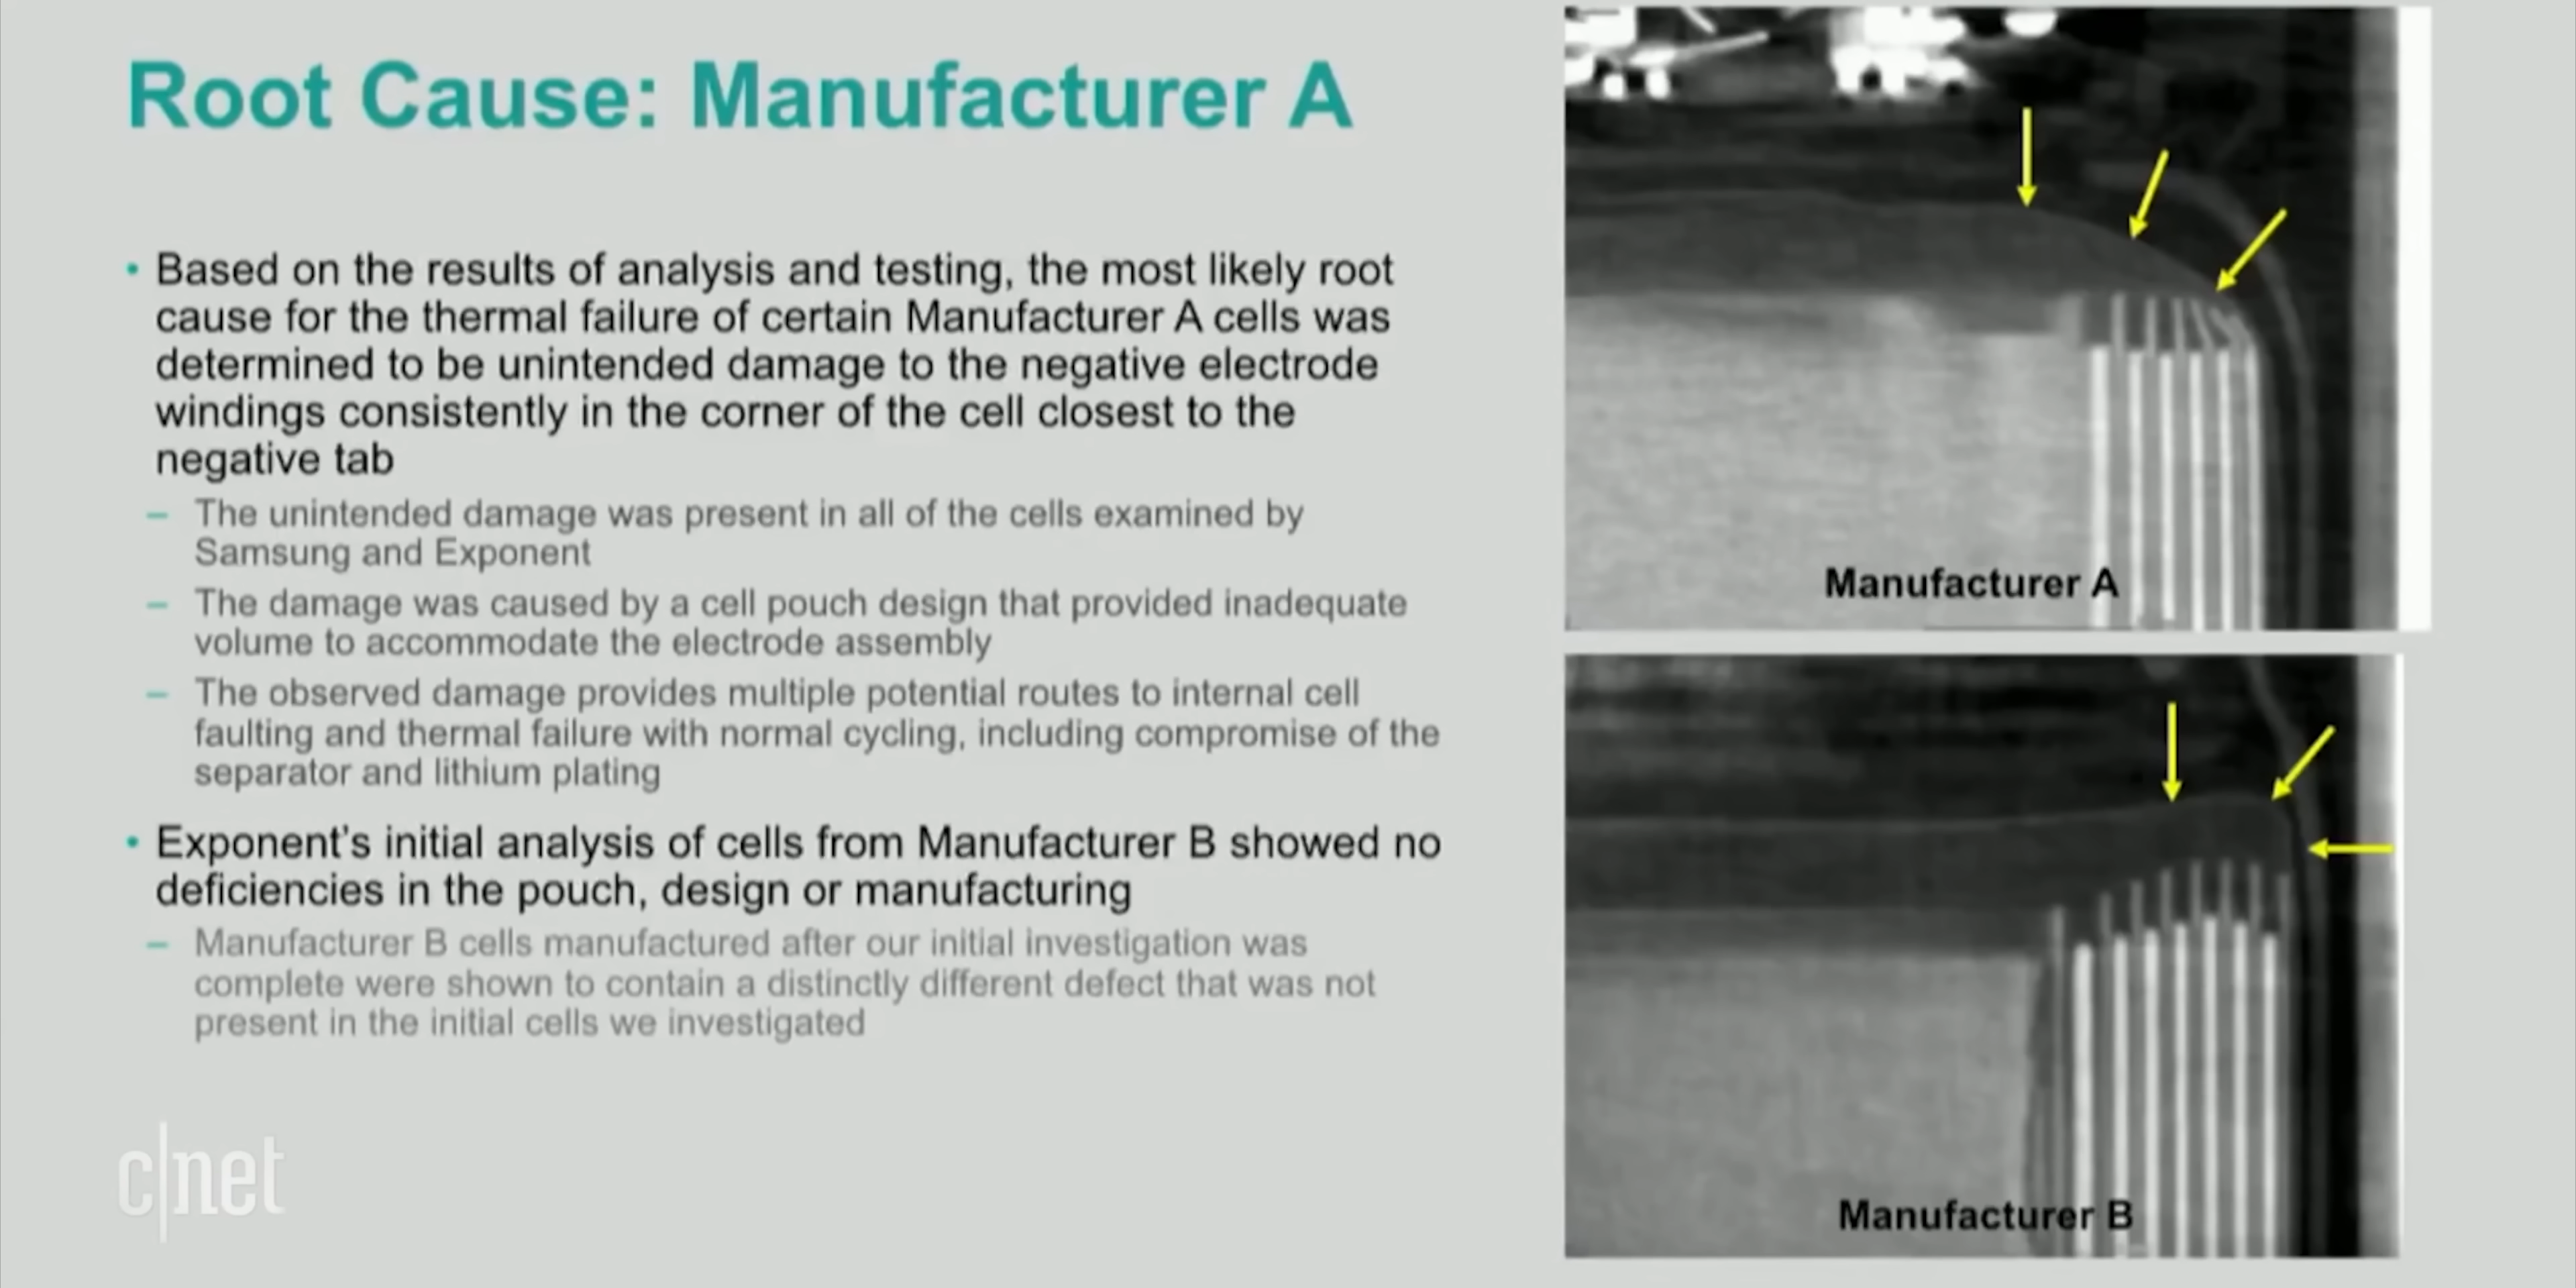 Root Cause: Manufacturer A
• Based on the results of analysis and testing, the most likely root
cause for the thermal failure of certain Manufacturer A cells was
determined to be unintended damage to the negative electrode
windings consistently in the corner of the cell closest to the
negative tab
– The unintended damage was present in all of the cells examined by
Samsung and Exponent
– The damage was caused by a cell pouch design that provided inadequate
volume to accommodate the electrode assembly
– The observed damage provides multiple potential routes to internal cell
faulting and thermal failure with normal cycling, including compromise of the
separator and lithium plating
• Exponent's initial analysis of cells from Manufacturer B showed no
deficiencies in the pouch, design or manufacturing
– Manufacturer B cells manufactured after our initial investigation was
complete were shown to contain a distinctly different defect that was not
present in the initial cells we investigated
c|net
Manufacturer A
Manufacturer B